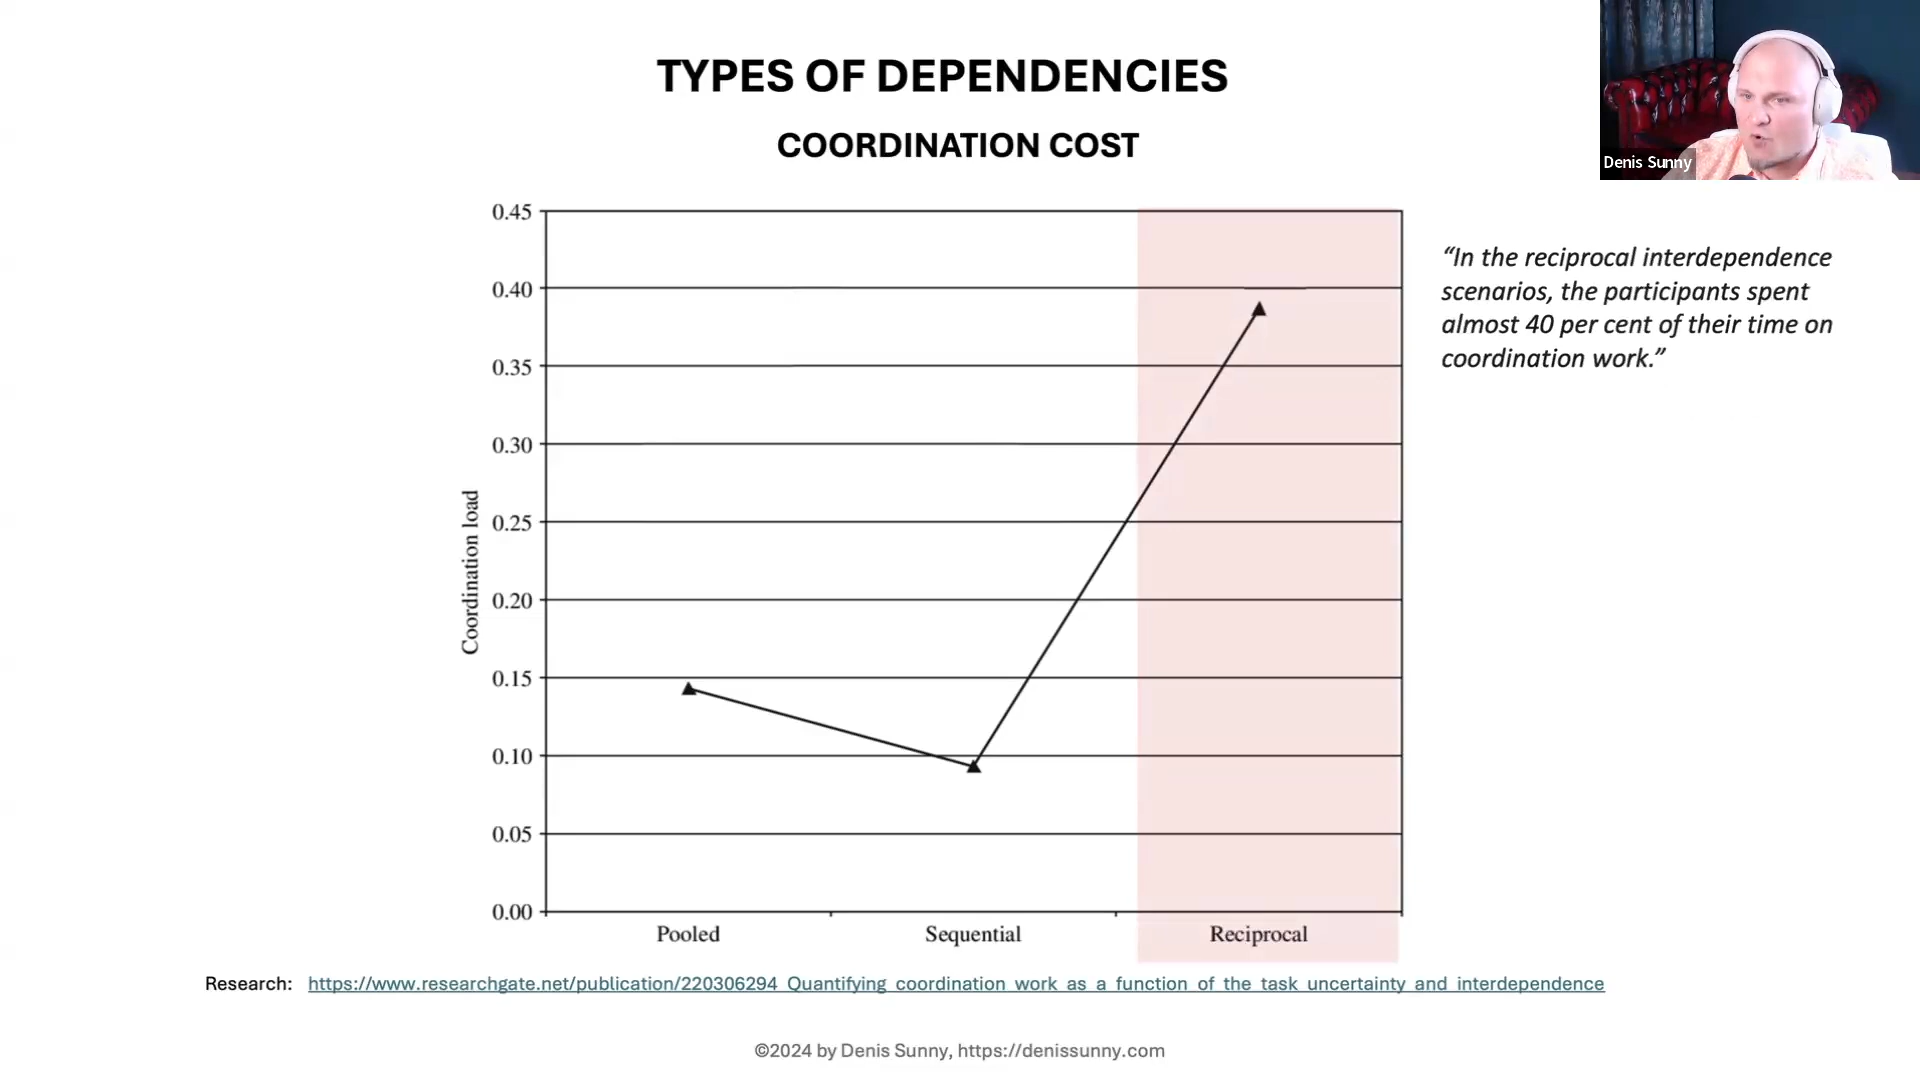 TYPES OF DEPENDENCIES
COORDINATION COST
Denis Sunny
0.45
0.40
0.35
0.30
0.25
0.20
0.15
0.10
0.05
0.00
Coordination load
Pooled
Sequential
Reciprocal
“In the reciprocal interdependence
scenarios, the participants spent
almost 40 per cent of their time on
coordination work.”
Research: https://www.researchgate.net/publication/220306294_Quantifying_coordination_work_as_a_function_of_the_task_uncertainty_and_interdependence
©2024 by Denis Sunny, https://denissunny.com